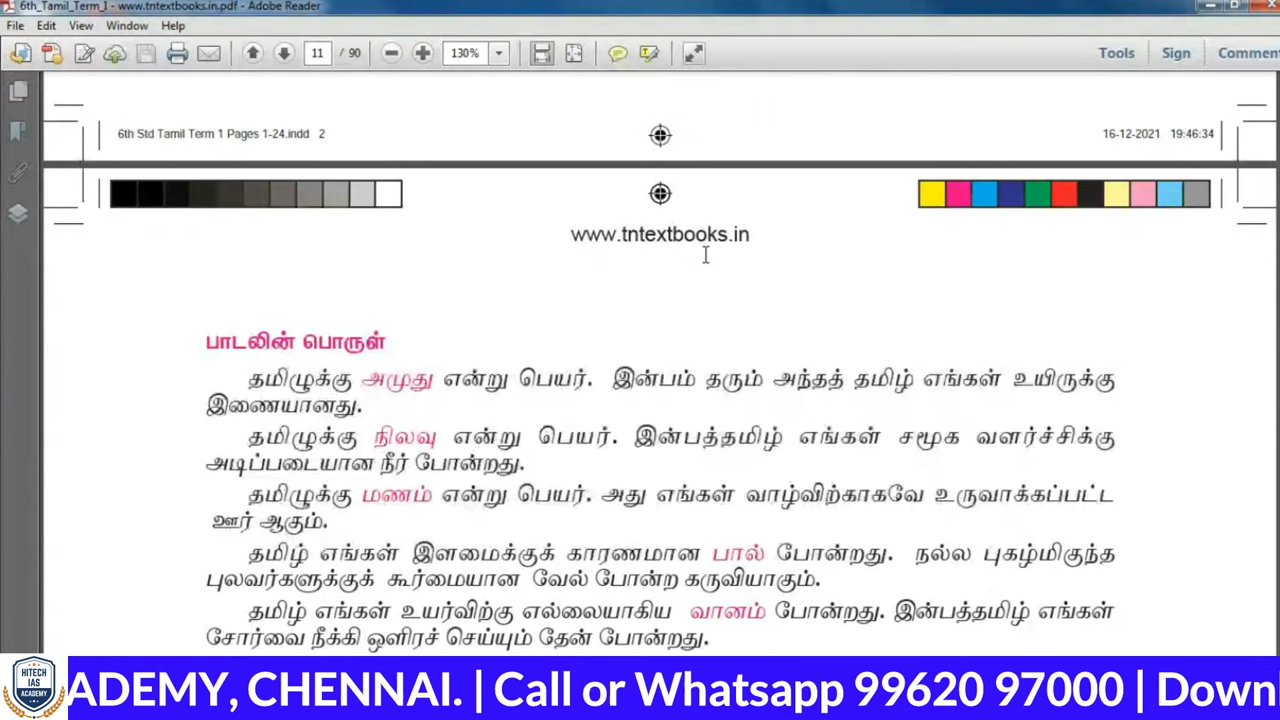 6th_Tamil_Term_I - www.tntextbooks.in.pdf - Adobe Reader
File Edit View Window Help
11 / 90 130% Tools Sign Commen
6th Std Tamil Term 1 Pages 1-24.indd 2 16-12-2021 19:46:34
www.tntextbooks.in
பாடலின் பொருள்
தமிழுக்கு அமுது என்று பெயர். இன்பம் தரும் அந்தத் தமிழ் எங்கள் உயிருக்கு
இணையானது.
தமிழுக்கு நிலவு என்று பெயர். இன்பத்தமிழ் எங்கள் சமூக வளர்ச்சிக்கு
அடிப்படையான நீர் போன்றது.
தமிழுக்கு மணம் என்று பெயர். அது எங்கள் வாழ்விற்காகவே உருவாக்கப்பட்ட
ஊர் ஆகும்.
தமிழ் எங்கள் இளமைக்குக் காரணமான பால் போன்றது. நல்ல புகழ்மிகுந்த
புலவர்களுக்குக் கூர்மையான வேல் போன்ற கருவியாகும்.
தமிழ் எங்கள் உயர்விற்கு எல்லையாகிய வானம் போன்றது. இன்பத்தமிழ் எங்கள்
சோர்வை நீக்கி ஒளிரச் செய்யும் தேன் போன்றது.
HITECH
IAS
ACADEMY
ADEMY, CHENNAI. | Call or Whatsapp 99620 97000 | Down